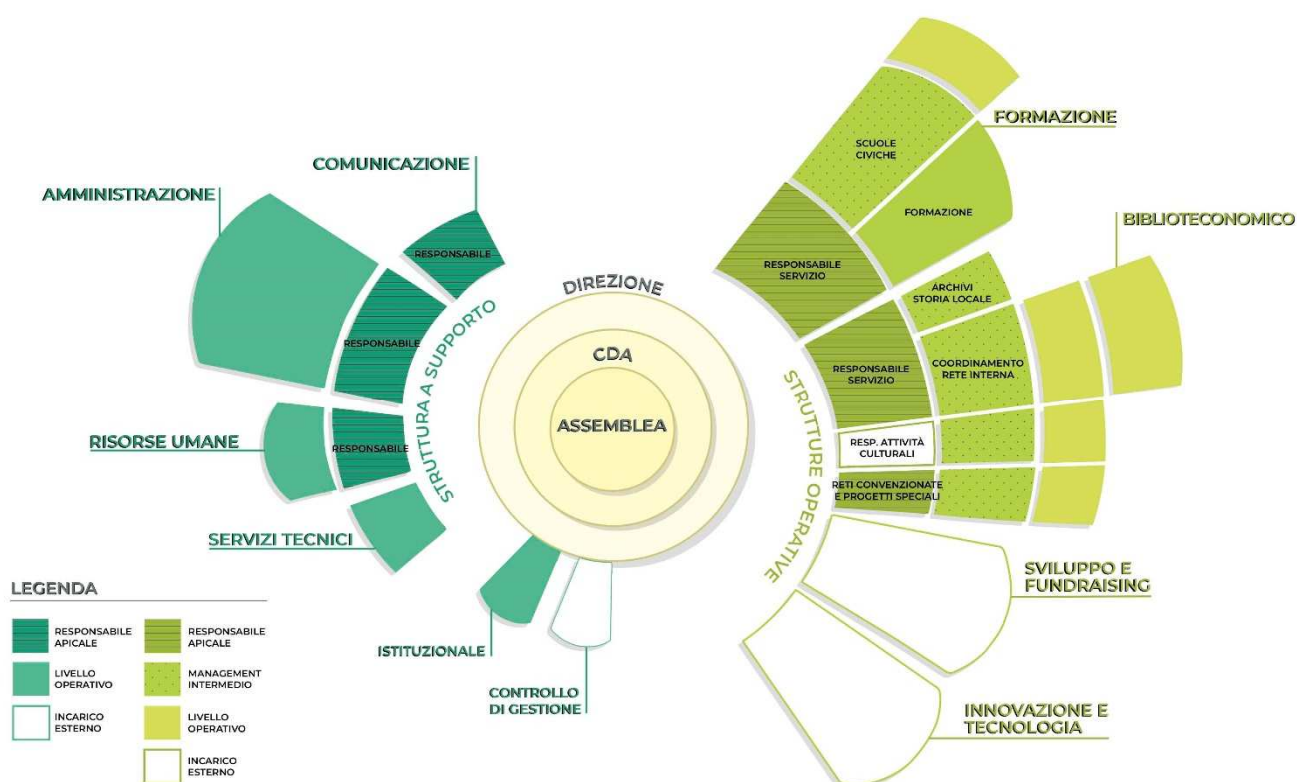 COMUNICAZIONE
AMMINISTRAZIONE
RESPONSABILE
RESPONSABILE
RISORSE UMANE
RESPONSABILE
SERVIZI TECNICI
STRUTTURA A SUPPORTO
DIREZIONE
CDA
ASSEMBLEA
ISTITUZIONALE
CONTROLLO
DI GESTIONE
STRUTTURE OPERATIVE
FORMAZIONE
SCUOLE
CIVICHE
FORMAZIONE
RESPONSABILE
SERVIZIO
BIBLIOTECONOMICO
ARCHIVI
STORIA LOCALE
RESPONSABILE
SERVIZIO
COORDINAMENTO
RETE INTERNA
RESP. ATTIVITÀ
CULTURALI
RETI CONVENZIONATE
E PROGETTI SPECIALI
SVILUPPO E
FUNDRAISING
INNOVAZIONE E
TECNOLOGIA
LEGENDA
RESPONSABILE
APICALE
LIVELLO
OPERATIVO
INCARICO
ESTERNO
RESPONSABILE
APICALE
MANAGEMENT
INTERMEDIO
LIVELLO
OPERATIVO
INCARICO
ESTERNO